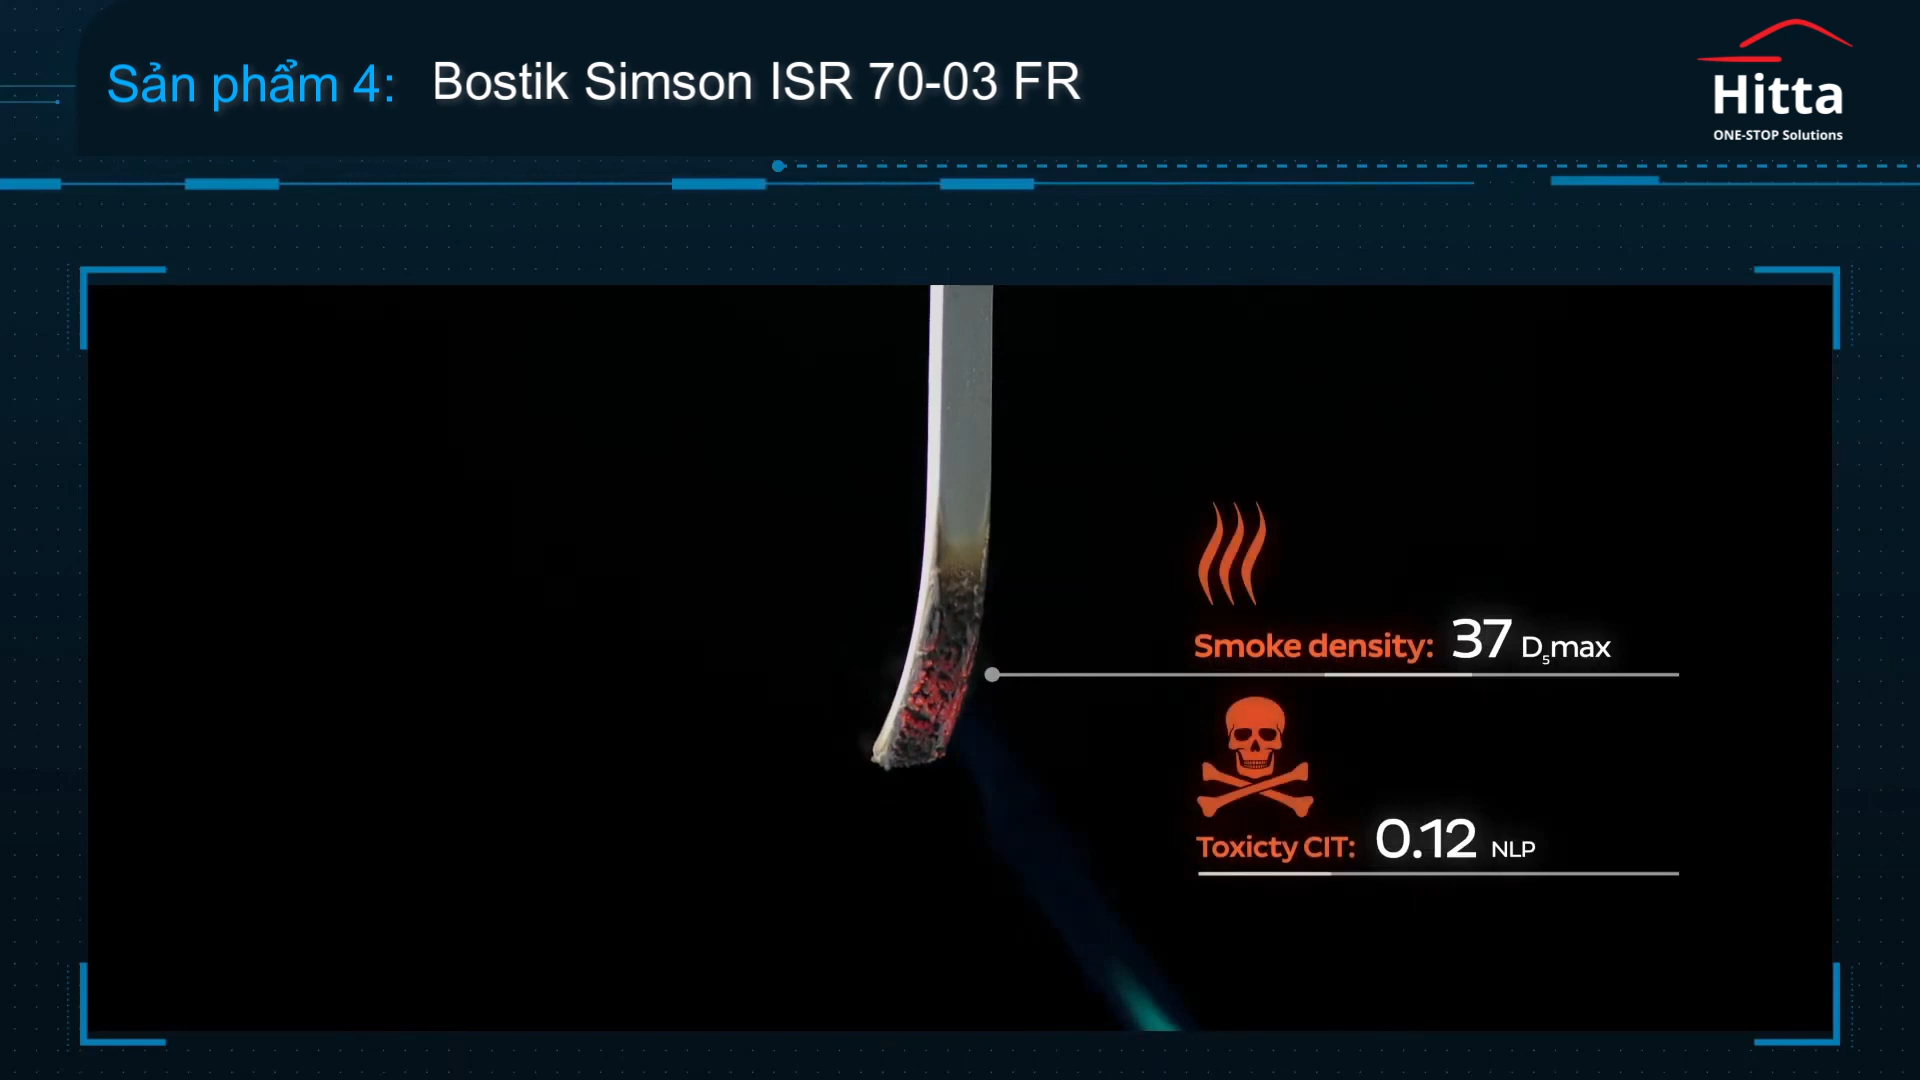 Sản phẩm 4: Bostik Simson ISR 70-03 FR
Hitta
ONE-STOP Solutions
Smoke density: 37 D5max
Toxicty CIT: 0.12 NLP